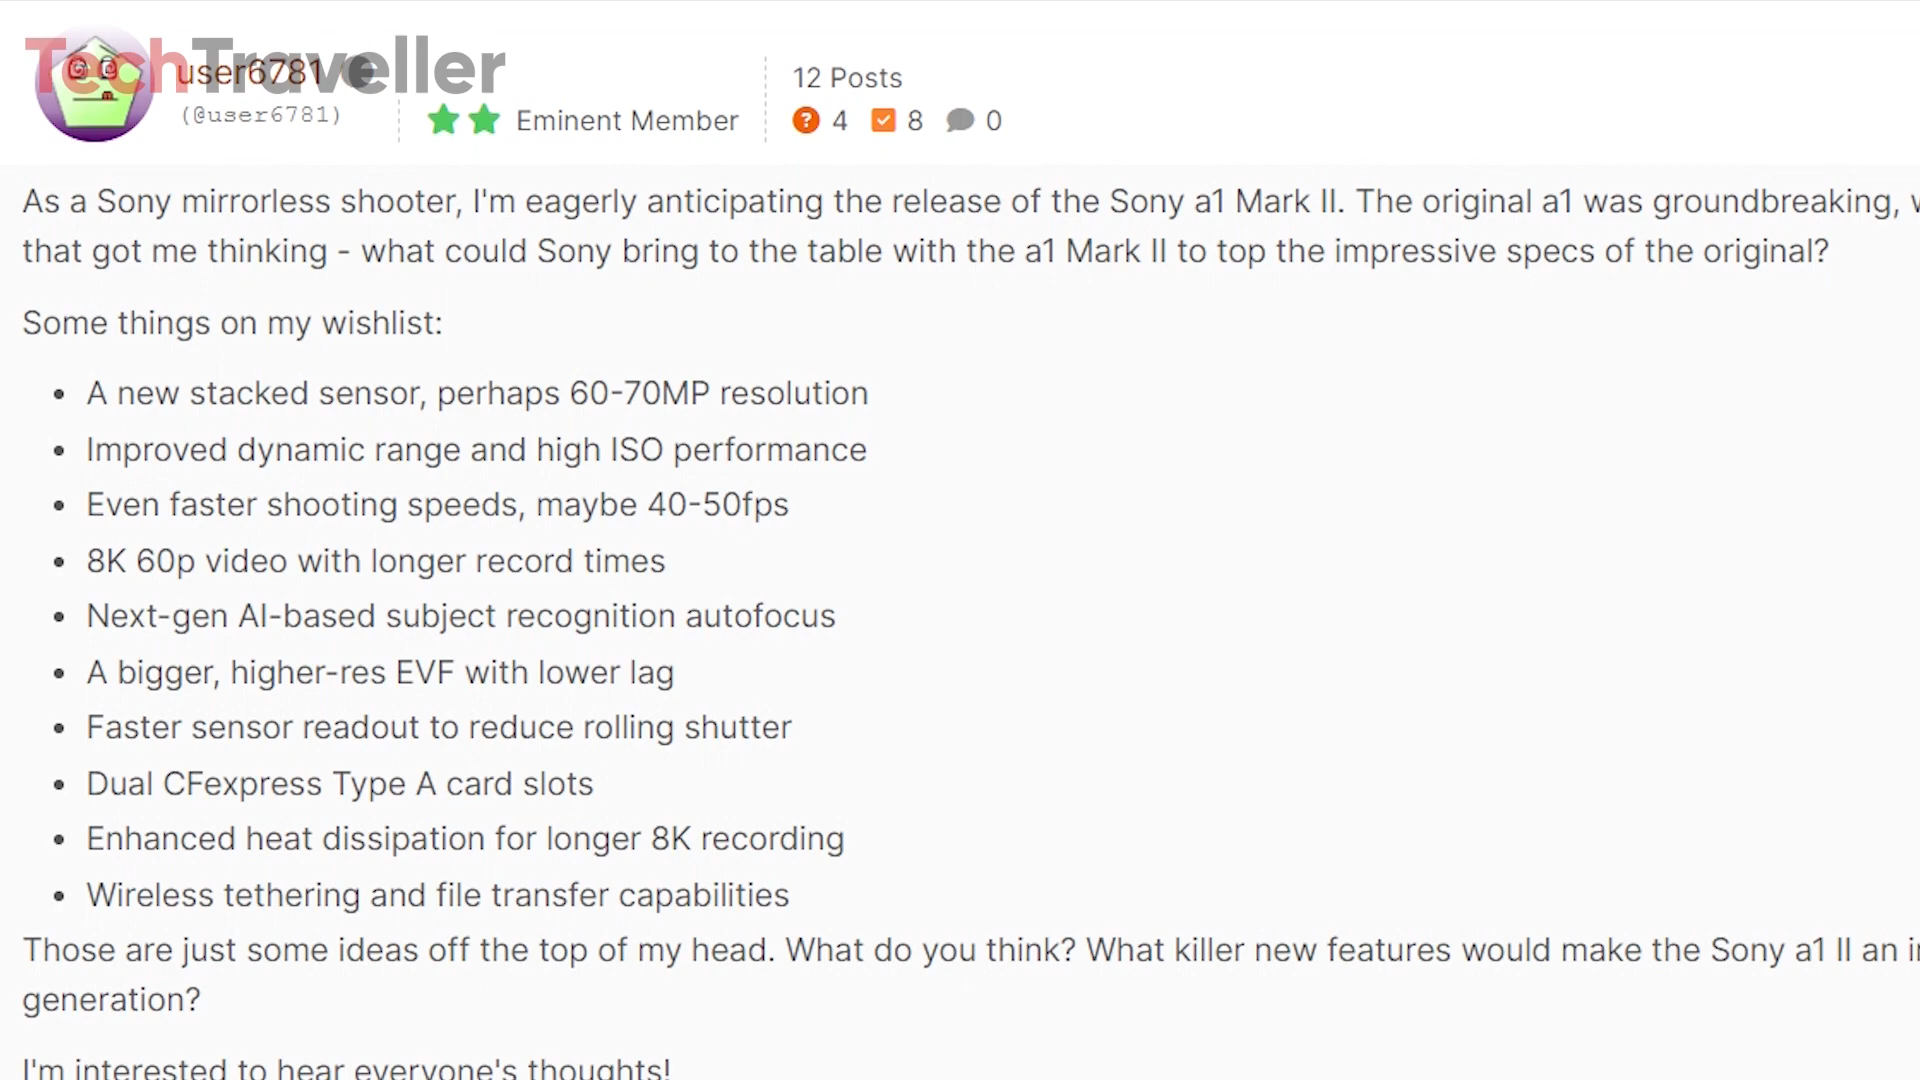 TechTraveller
user6781
(@user6781)
Eminent Member
12 Posts
? 4 8 0
As a Sony mirrorless shooter, I'm eagerly anticipating the release of the Sony a1 Mark II. The original a1 was groundbreaking,
that got me thinking - what could Sony bring to the table with the a1 Mark II to top the impressive specs of the original?
Some things on my wishlist:
• A new stacked sensor, perhaps 60-70MP resolution
• Improved dynamic range and high ISO performance
• Even faster shooting speeds, maybe 40-50fps
• 8K 60p video with longer record times
• Next-gen AI-based subject recognition autofocus
• A bigger, higher-res EVF with lower lag
• Faster sensor readout to reduce rolling shutter
• Dual CFexpress Type A card slots
• Enhanced heat dissipation for longer 8K recording
• Wireless tethering and file transfer capabilities
Those are just some ideas off the top of my head. What do you think? What killer new features would make the Sony a1 II an
generation?
I'm interested to hear everyone's thoughts!